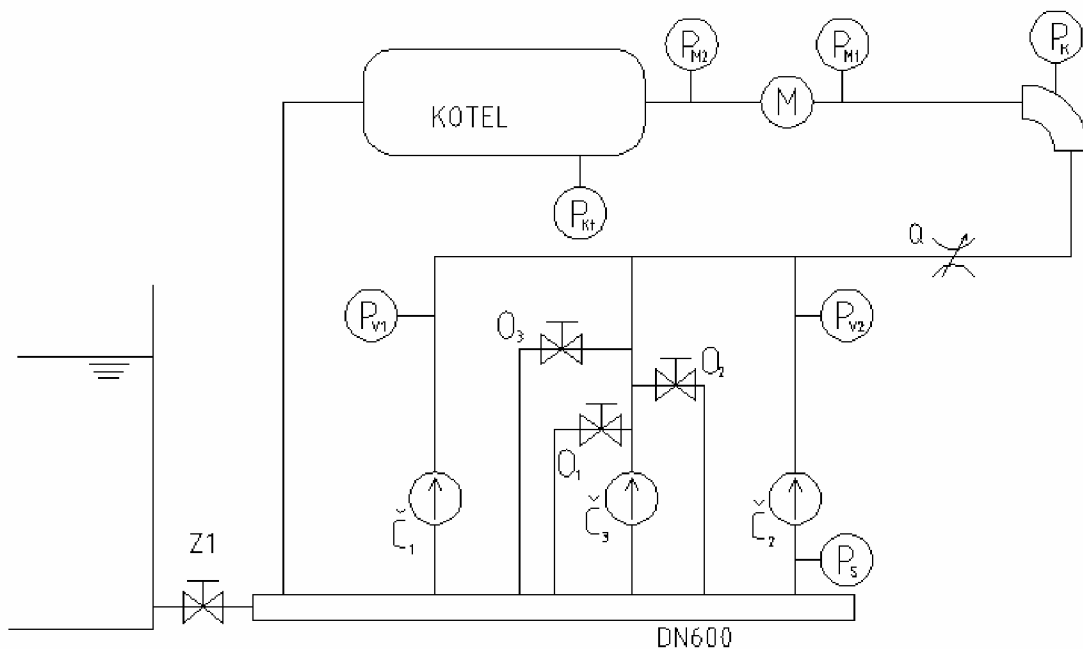 P_M2
P_M1
P_K
KOTEL
M
P_Kt
Q
P_V1
O_3
O_2
P_V2
O_1
Č_1
Č_3
Č_2
Z1
P_S
DN600